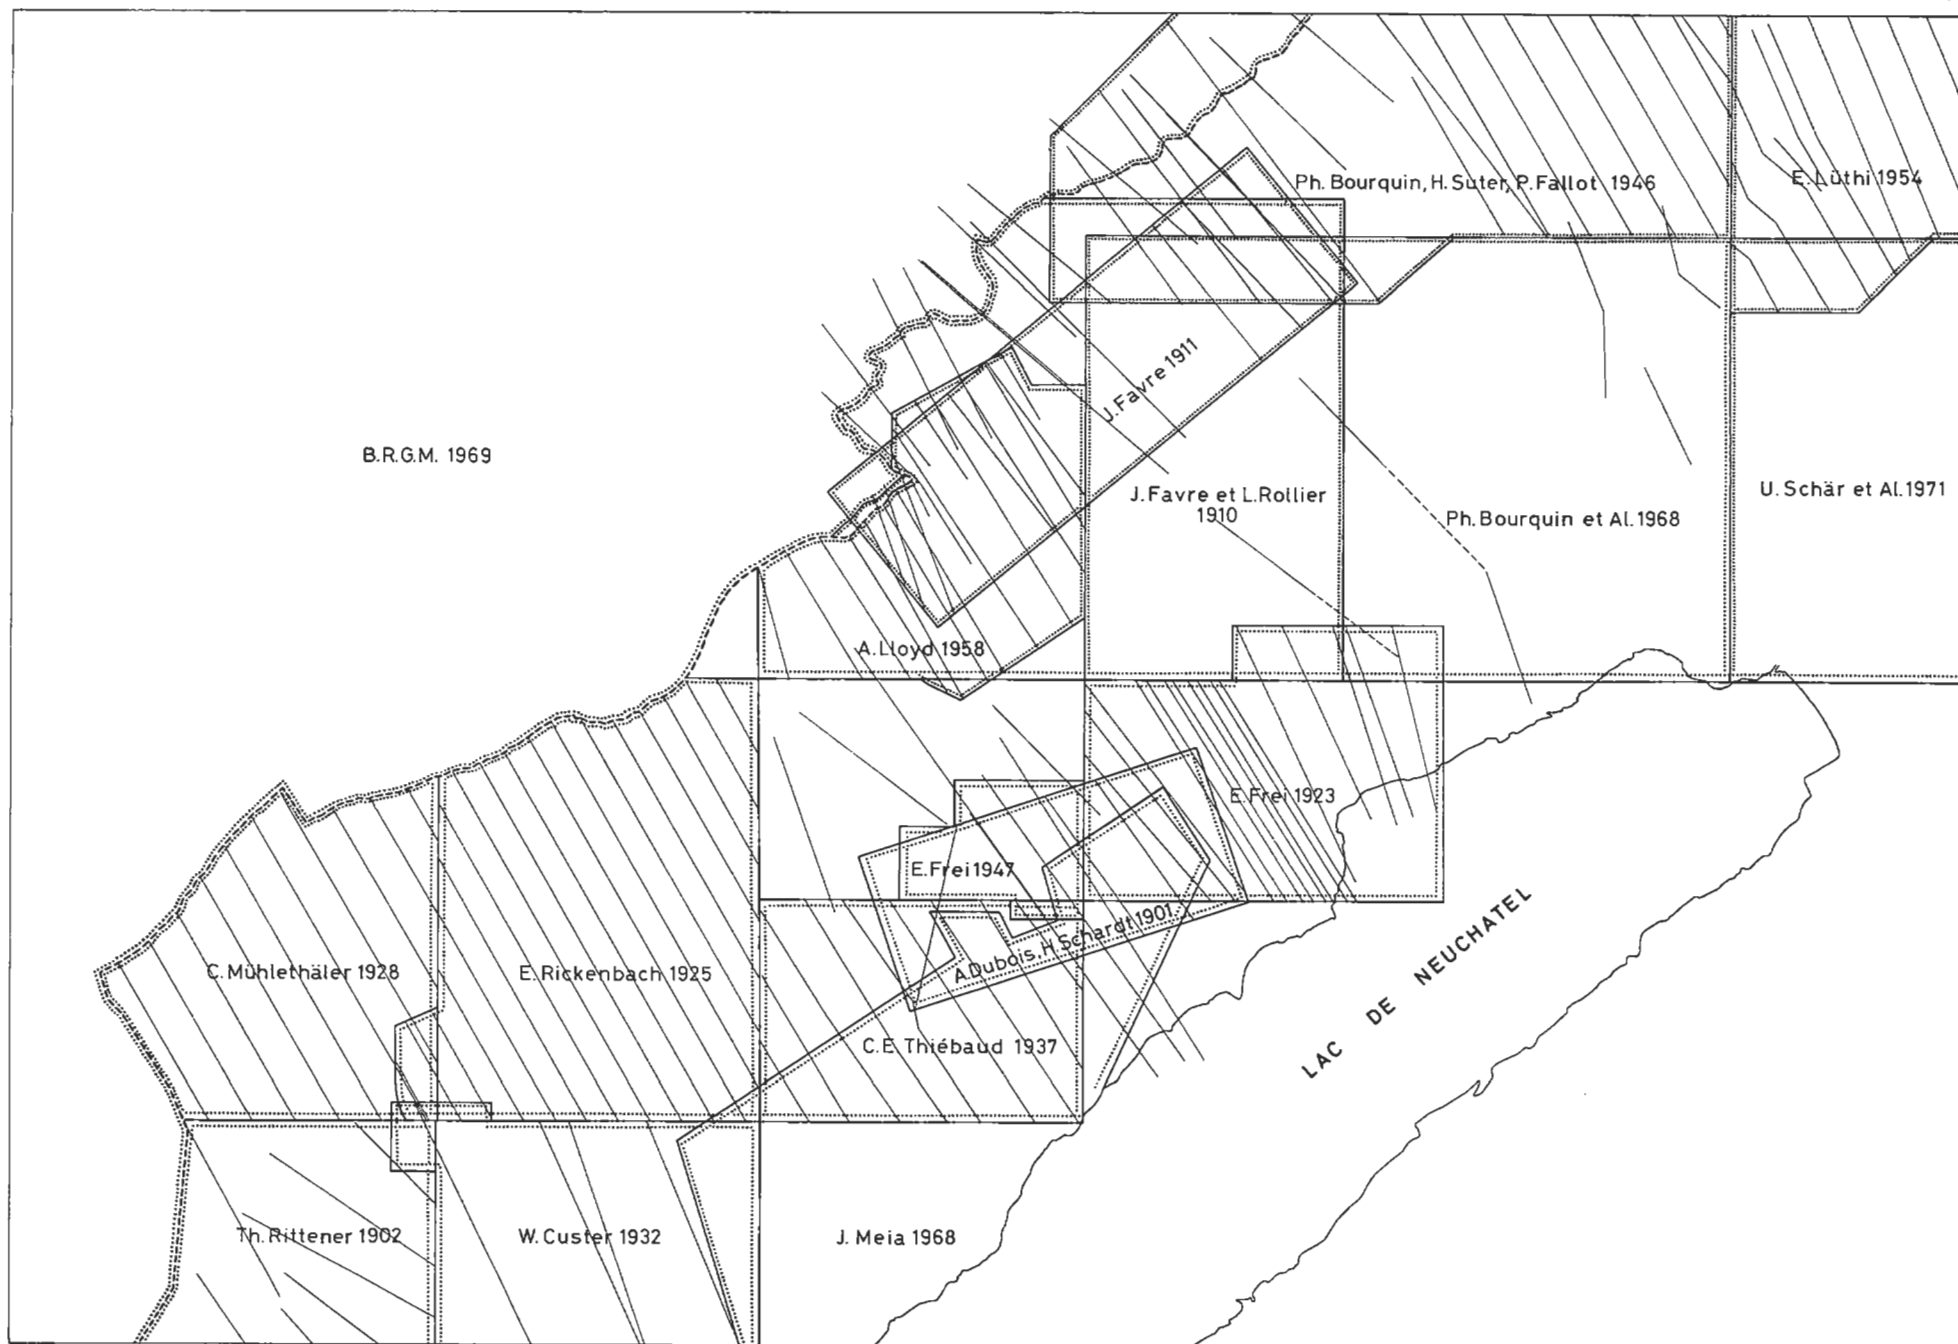 Ph. Bourquin, H. Suter, P. Fallot 1946
E. Lüthi 1954
J. Favre 1911
B.R.G.M. 1969
J. Favre et L. Rollier
1910
Ph. Bourquin et Al. 1968
U. Schär et Al. 1971
A. Lloyd 1958
E. Frei 1923
E. Frei 1947
A. Dubois, H. Schardt 1901
C. Mühlethäler 1928
E. Rickenbach 1925
C.E. Thiébaud 1937
LAC DE NEUCHATEL
Th. Rittener 1902
W. Custer 1932
J. Meia 1968